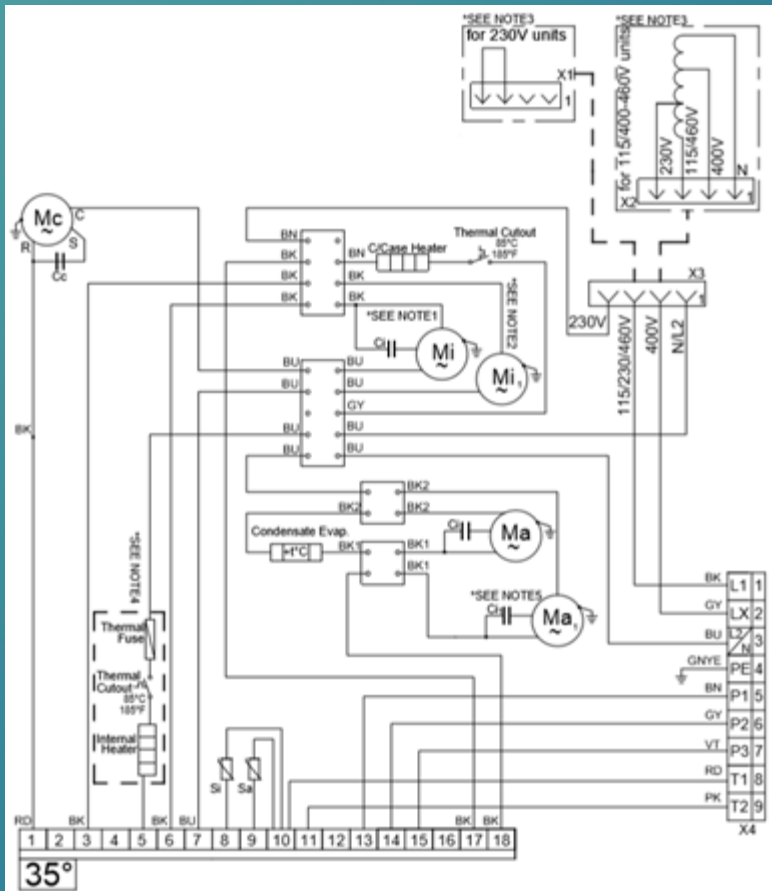 *SEE NOTE3
for 230V units
X1
1
*SEE NOTE3
for 115/400-460V units
230V
115/460V
400V
N
X2
1
Mc
~
C
R
S
Cc
BN
BK
BK
BK
BN
C/Case Heater
Thermal Cutout
85°C
185°F
BK
BK
*SEE NOTE1
*SEE NOTE2
Ci
Mi
~
Mi1
~
X3
1
230V
115/230/460V
400V
N/L2
BU
BU
BU
BU
BU
BU
GY
BU
BU
BK
BK2
BK2
BK2
Condensate Evap.
+t°C
BK1
BK1
BK1
Ci
Ma
~
*SEE NOTE5
Ci
Ma1
~
*SEE NOTE4
Thermal
Fuse
Thermal
Cutout
85°C
185°F
Internal
Heater
Si
Sa
BK L1 1
GY LX 2
BU L2/N 3
GNYE PE 4
BN P1 5
GY P2 6
VT P3 7
RD T1 8
PK T2 9
X4
RD BK BK BU BK BK
1 2 3 4 5 6 7 8 9 10 11 12 13 14 15 16 17 18
35°